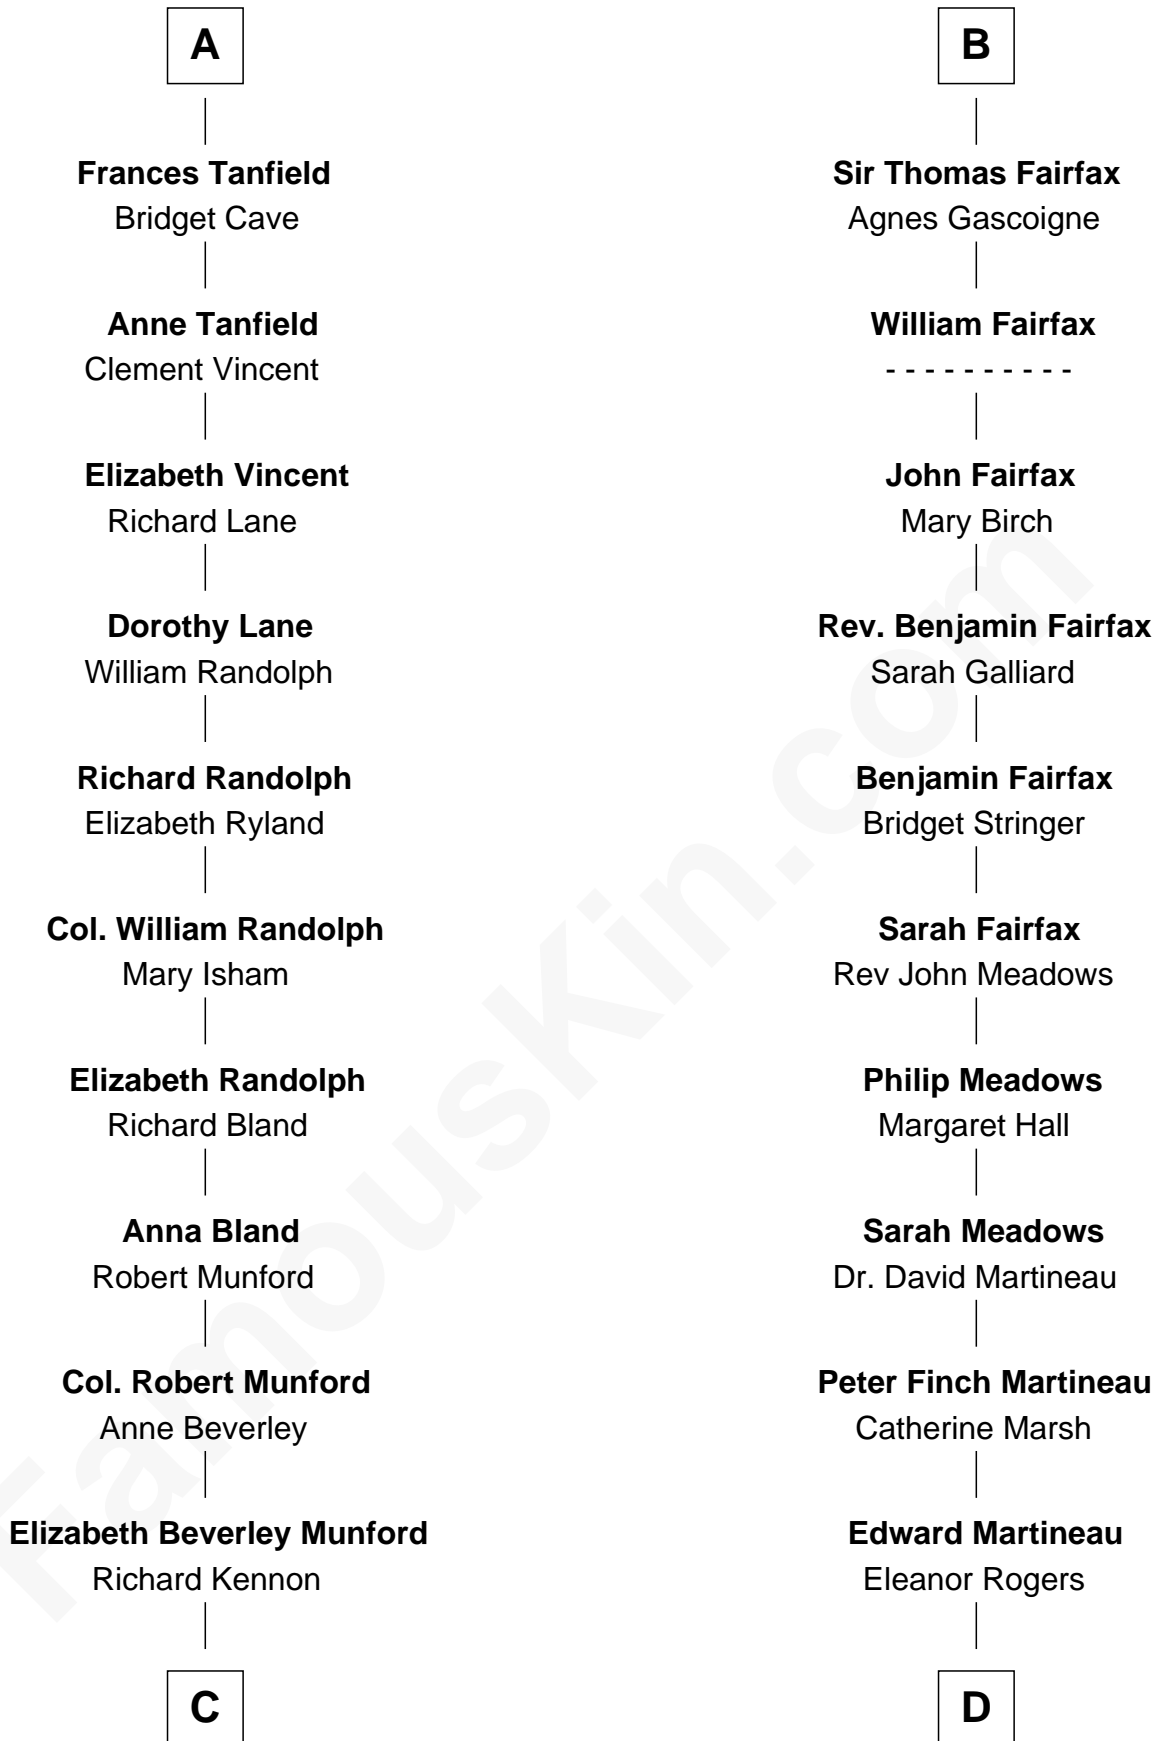 A
Frances Tanfield
Bridget Cave
Anne Tanfield
Clement Vincent
Elizabeth Vincent
Richard Lane
Dorothy Lane
William Randolph
Richard Randolph
Elizabeth Ryland
Col. William Randolph
Mary Isham
Elizabeth Randolph
Richard Bland
Anna Bland
Robert Munford
Col. Robert Munford
Anne Beverley
Elizabeth Beverley Munford
Richard Kennon
C
B
Sir Thomas Fairfax
Agnes Gascoigne
William Fairfax
- - - - - - - - - -
John Fairfax
Mary Birch
Rev. Benjamin Fairfax
Sarah Galliard
Benjamin Fairfax
Bridget Stringer
Sarah Fairfax
Rev John Meadows
Philip Meadows
Margaret Hall
Sarah Meadows
Dr. David Martineau
Peter Finch Martineau
Catherine Marsh
Edward Martineau
Eleanor Rogers
D
FamousKin.com